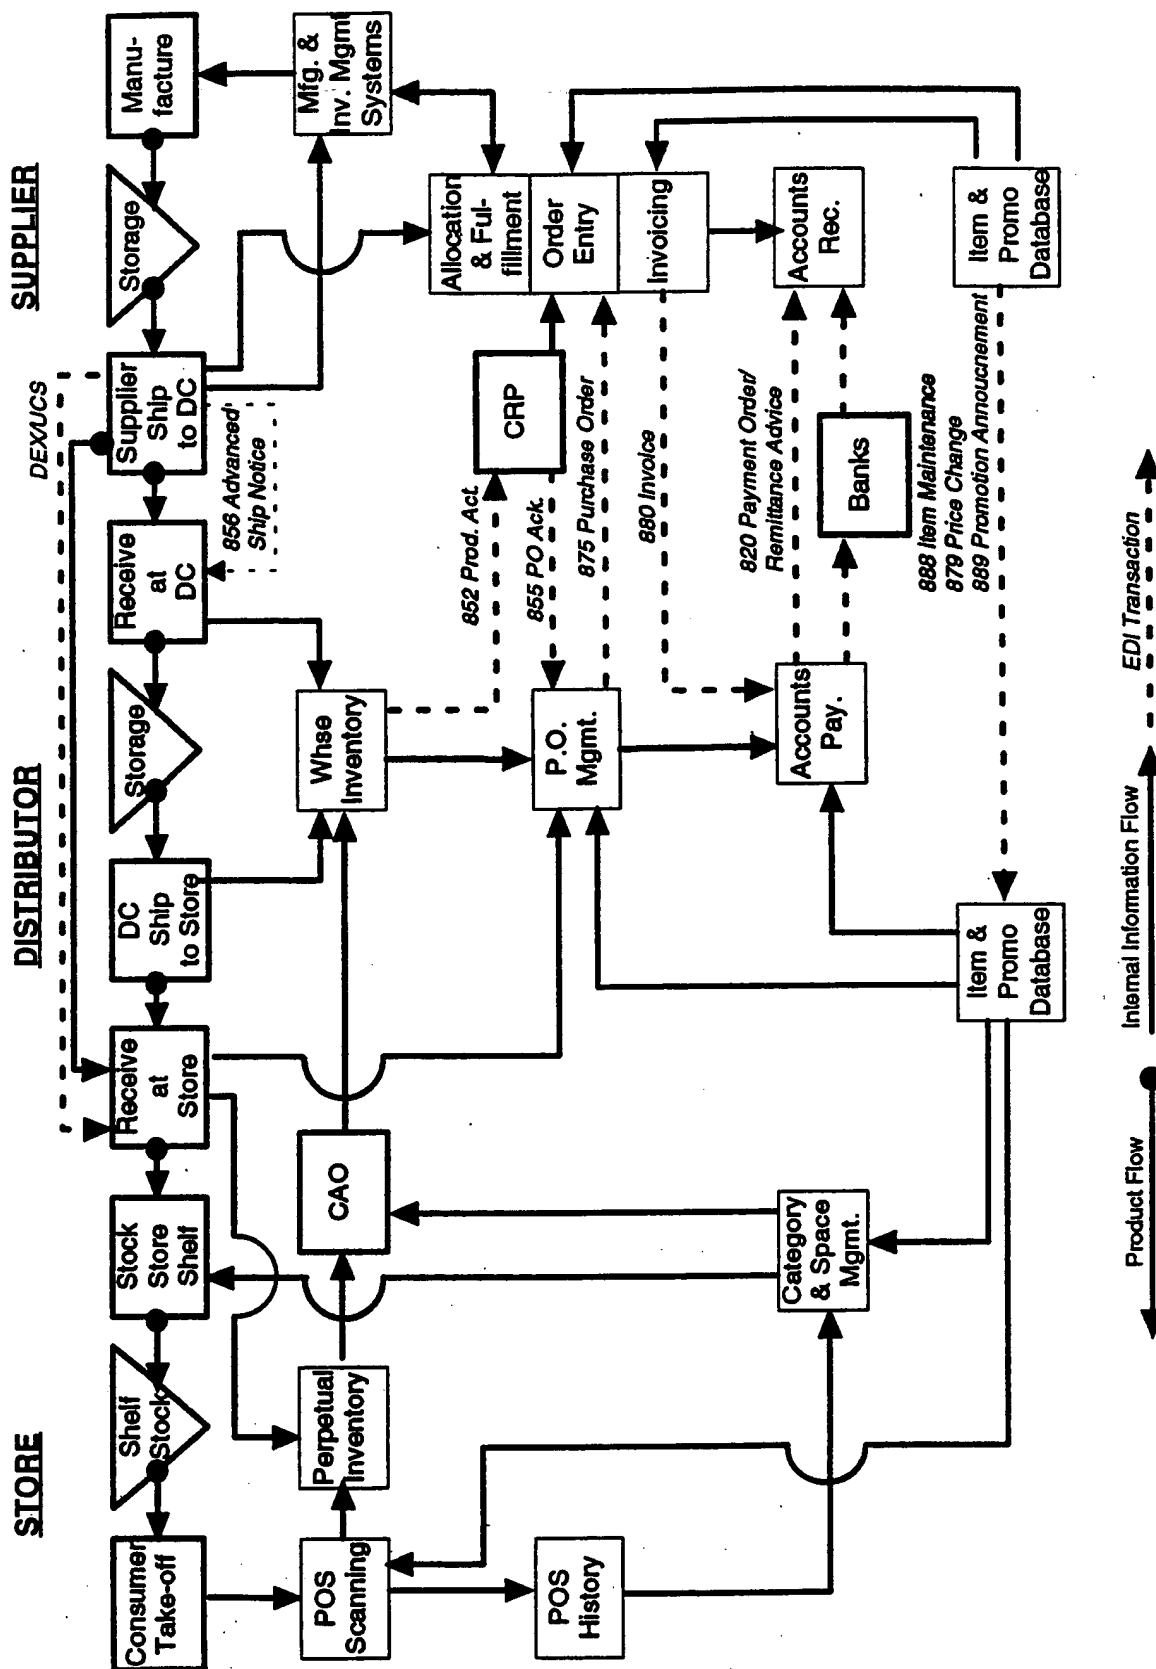 STORE
DISTRIBUTOR
SUPPLIER
DEX/UCS
Consumer
Take-off
Shelf
Stock
Stock
Store
Shelf
Receive
at
Store
DC
Ship
to Store
Storage
Receive
at
DC
Supplier
Ship
to DC
Storage
Manu-
facture
856 Advanced
Ship Notice
POS
Scanning
Perpetual
Inventory
CAO
Whse
Inventory
Mfg. &
Inv. Mgmt
Systems
852 Prod. Act.
CRP
Allocation
& Ful-
fillment
POS
History
P.O.
Mgmt.
855 PO Ack.
875 Purchase Order
Order
Entry
880 Invoice
Invoicing
Category
& Space
Mgmt.
Accounts
Pay.
820 Payment Order/
Remittance Advice
Banks
Accounts
Rec.
Item &
Promo
Database
888 Item Maintenance
879 Price Change
889 Promotion Annoucnement
Item &
Promo
Database
Product Flow
Internal Information Flow
EDI Transaction